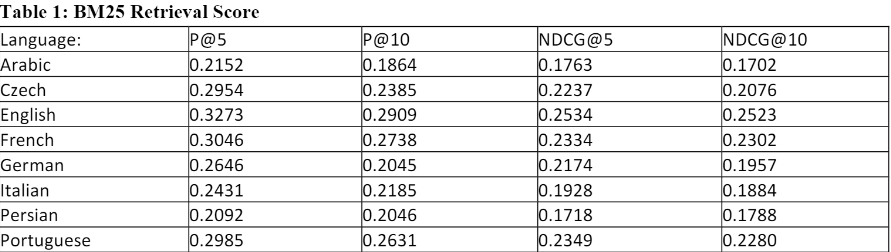 Table 1: BM25 Retrieval Score
Language: P@5 P@10 NDCG@5 NDCG@10
Arabic 0.2152 0.1864 0.1763 0.1702
Czech 0.2954 0.2385 0.2237 0.2076
English 0.3273 0.2909 0.2534 0.2523
French 0.3046 0.2738 0.2334 0.2302
German 0.2646 0.2045 0.2174 0.1957
Italian 0.2431 0.2185 0.1928 0.1884
Persian 0.2092 0.2046 0.1718 0.1788
Portuguese 0.2985 0.2631 0.2349 0.2280